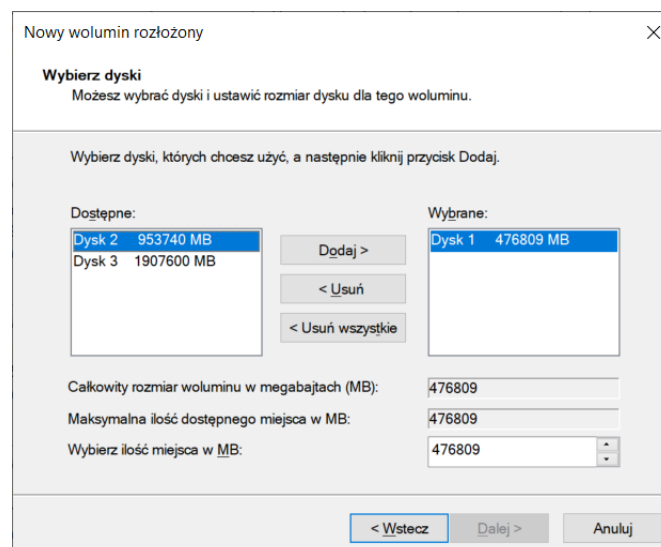 Nowy wolumin rozłożony
Wybierz dyski
Możesz wybrać dyski i ustawić rozmiar dysku dla tego woluminu.
Wybierz dyski, których chcesz użyć, a następnie kliknij przycisk Dodaj.
Dostępne:
Wybrane:
Dysk 2 953740 MB
Dysk 3 1907600 MB
Dodaj >
< Usuń
< Usuń wszystkie
Dysk 1 476809 MB
Całkowity rozmiar woluminu w megabajtach (MB): 476809
Maksymalna ilość dostępnego miejsca w MB: 476809
Wybierz ilość miejsca w MB: 476809
< Wstecz Dalej > Anuluj